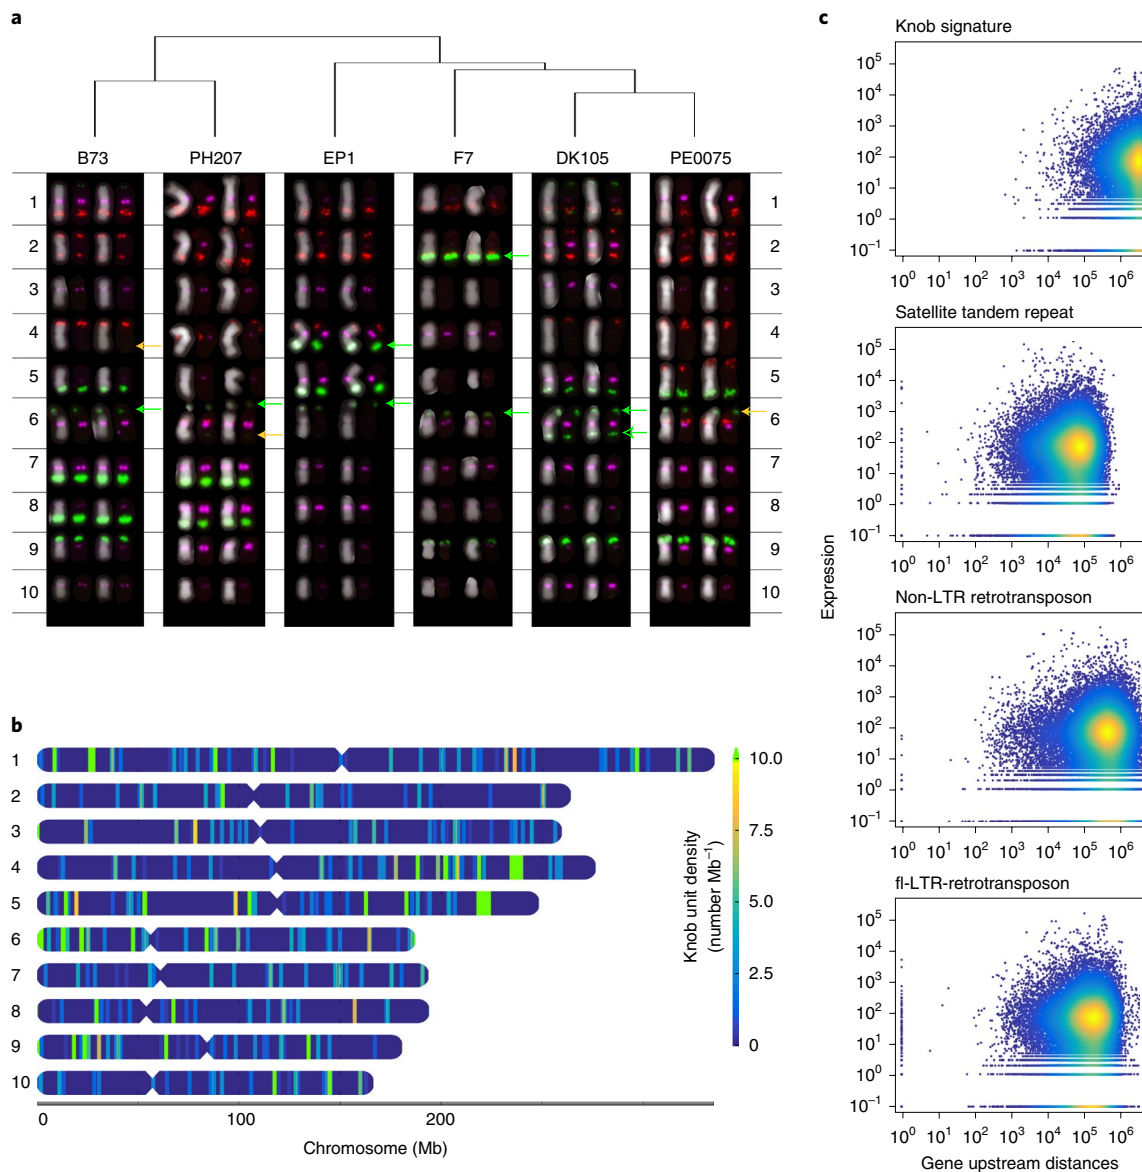 a
B73 PH207 EP1 F7 DK105 PE0075
1 1
2 2
3 3
4 4
5 5
6 6
7 7
8 8
9 9
10 10
b
1
2
3
4
5
6
7
8
9
10
0 100 200
Chromosome (Mb)
Knob unit density
(number Mb⁻¹)
10.0
7.5
5.0
2.5
0
c
Expression
Knob signature
10⁵
10⁴
10³
10²
10¹
10⁰
10⁻¹
10⁰ 10¹ 10² 10³ 10⁴ 10⁵ 10⁶
Satellite tandem repeat
10⁵
10⁴
10³
10²
10¹
10⁰
10⁻¹
10⁰ 10¹ 10² 10³ 10⁴ 10⁵ 10⁶
Non-LTR retrotransposon
10⁵
10⁴
10³
10²
10¹
10⁰
10⁻¹
10⁰ 10¹ 10² 10³ 10⁴ 10⁵ 10⁶
fl-LTR-retrotransposon
10⁵
10⁴
10³
10²
10¹
10⁰
10⁻¹
10⁰ 10¹ 10² 10³ 10⁴ 10⁵ 10⁶
Gene upstream distances